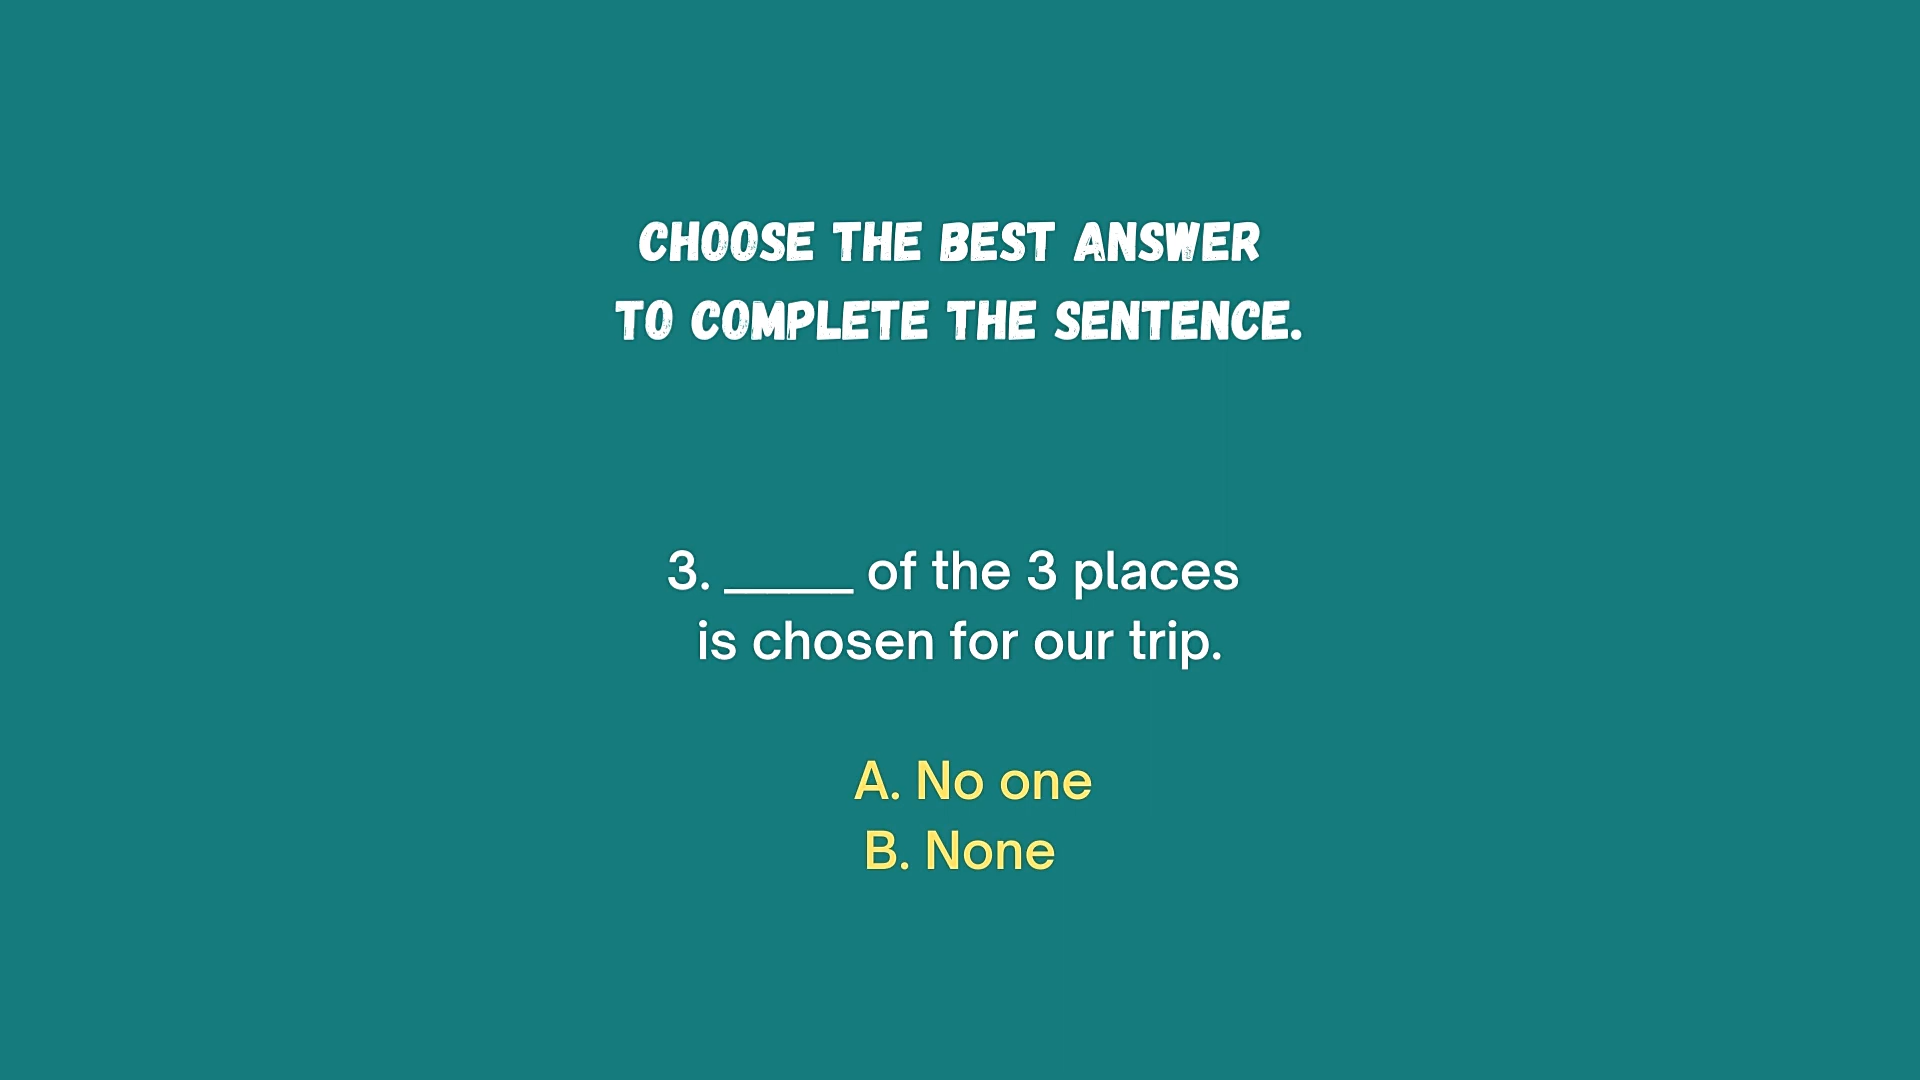 CHOOSE THE BEST ANSWER
TO COMPLETE THE SENTENCE.
3. _____ of the 3 places
is chosen for our trip.
A. No one
B. None